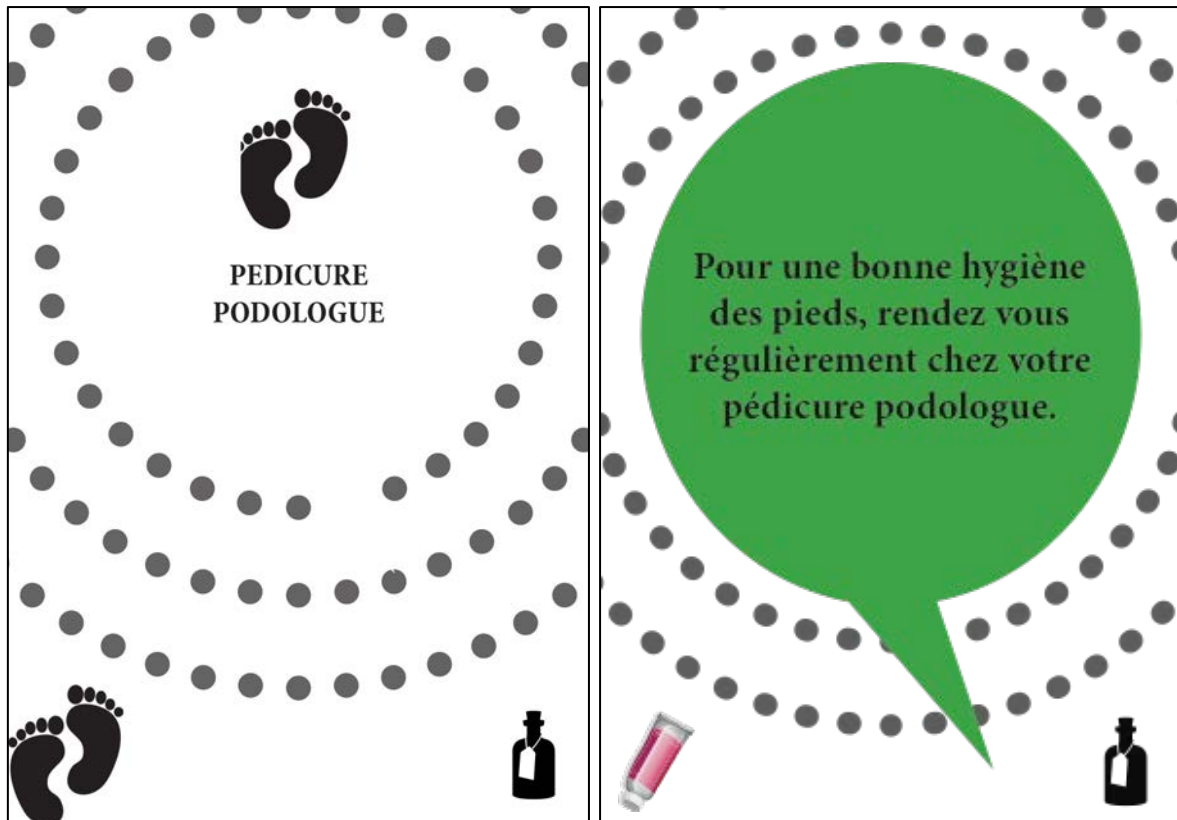 PEDICURE
PODOLOGUE
Pour une bonne hygiène
des pieds, rendez vous
régulièrement chez votre
pédicure podologue.